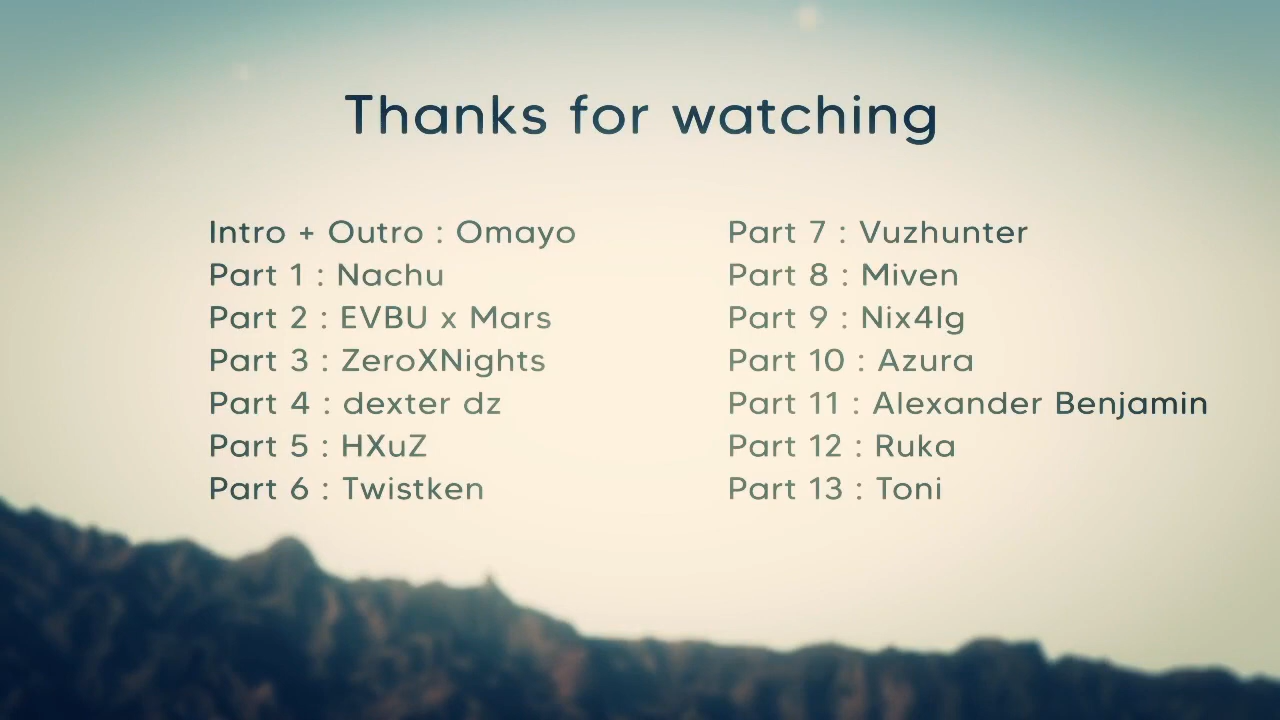 Thanks for watching
Intro + Outro : Omayo
Part 1 : Nachu
Part 2 : EVBU x Mars
Part 3 : ZeroXNights
Part 4 : dexter dz
Part 5 : HXuZ
Part 6 : Twistken
Part 7 : Vuzhunter
Part 8 : Miven
Part 9 : Nix4lg
Part 10 : Azura
Part 11 : Alexander Benjamin
Part 12 : Ruka
Part 13 : Toni